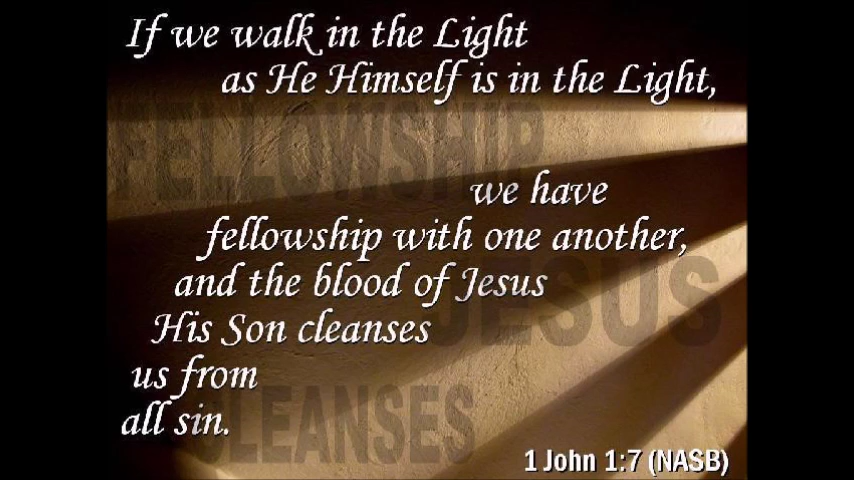 If we walk in the Light
as He Himself is in the Light,
FELLOWSHIP
we have
fellowship with one another,
and the blood of Jesus
JESUS
His Son cleanses
us from
all sin.
CLEANSES
1 John 1:7 (NASB)